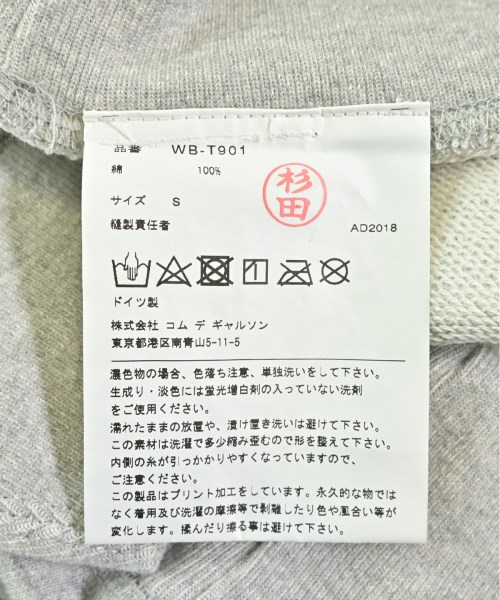 品番 WB-T901
綿 100%
杉田
サイズ S
縫製責任者
AD2018
ドイツ製
株式会社 コム デ ギャルソン
東京都港区南青山5-11-5
濃色物の場合、色落ち注意、単独洗いをして下さい。
生成り・淡色には蛍光増白剤の入っていない洗剤
をご使用ください。
濡れたままの放置や、漬け置き洗いは避けて下さい。
この素材は洗濯で多少縮み歪むので形を整えて下さい。
内側の糸が引っかかりやすくなっていますので、
ご注意ください。
この製品はプリント加工をしています。永久的な物では
なく着用及び洗濯の摩擦等で剥離したり色や風合い等が
変化します。揉んだり擦る事は避けて下さい。